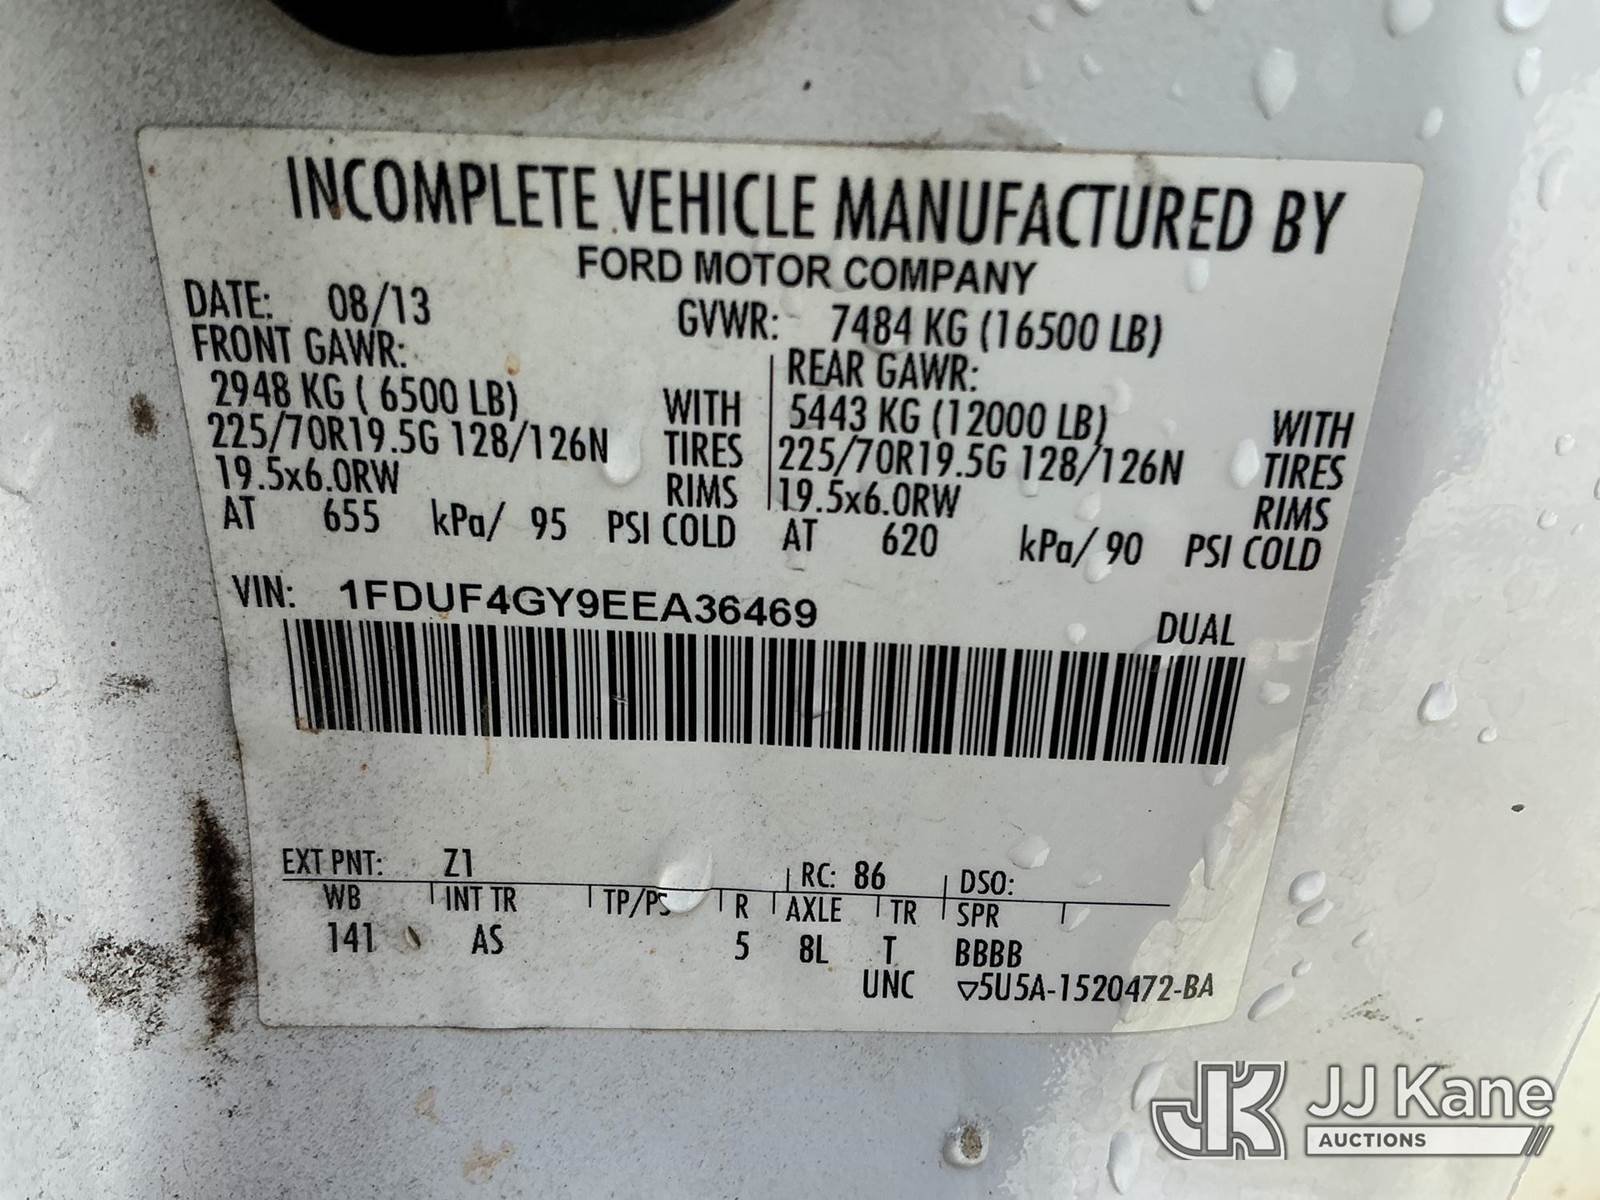 INCOMPLETE VEHICLE MANUFACTURED BY
FORD MOTOR COMPANY
DATE: 08/13 GVWR: 7484 KG (16500 LB)
FRONT GAWR: REAR GAWR:
2948 KG ( 6500 LB) WITH 5443 KG (12000 LB) WITH
225/70R19.5G 128/126N TIRES 225/70R19.5G 128/126N TIRES
19.5x6.0RW RIMS 19.5x6.0RW RIMS
AT 655 kPa/ 95 PSI COLD AT 620 kPa/ 90 PSI COLD
VIN: 1FDUF4GY9EEA36469 DUAL
EXT PNT: Z1 RC: 86 DSO:
WB INT TR TP/PS R AXLE TR SPR
141 AS 5 8L T BBBB
UNC ▽5U5A-1520472-BA
JK JJ Kane
AUCTIONS